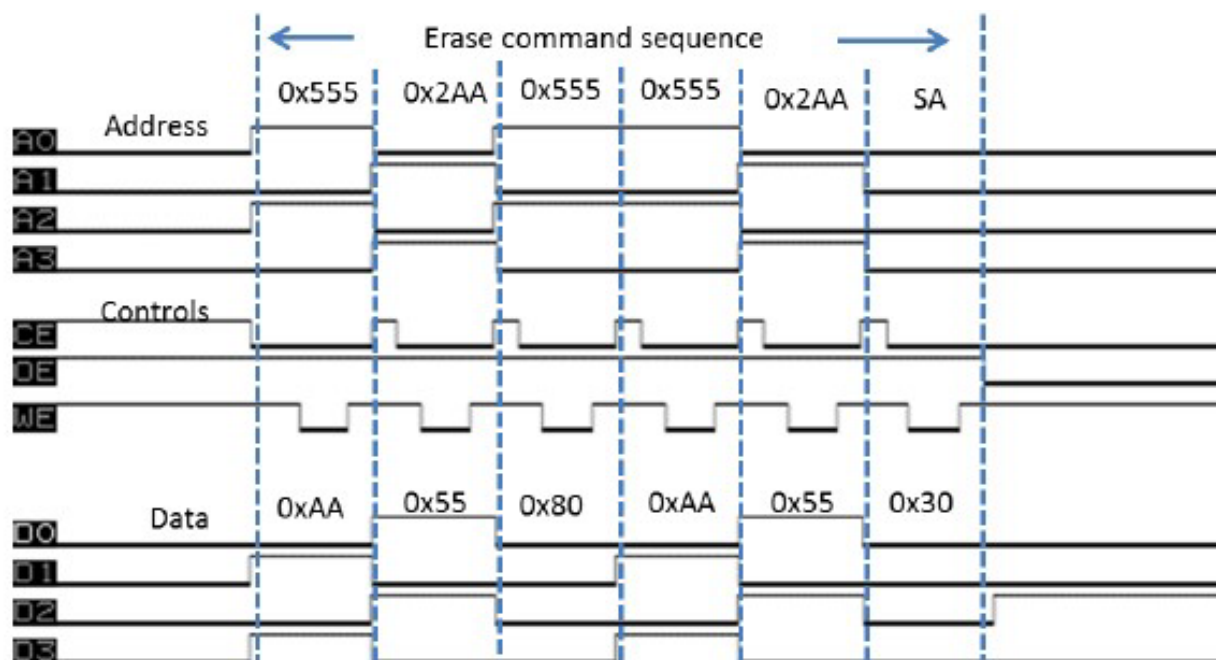 Erase command sequence
0x555 0x2AA 0x555 0x555 0x2AA SA
Address
A0
A1
A2
A3
Controls
CE
OE
WE
0xAA 0x55 0x80 0xAA 0x55 0x30
Data
D0
D1
D2
D3